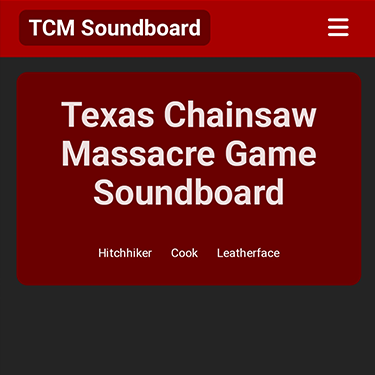 TCM Soundboard
Texas Chainsaw
Massacre Game
Soundboard
Hitchhiker Cook Leatherface